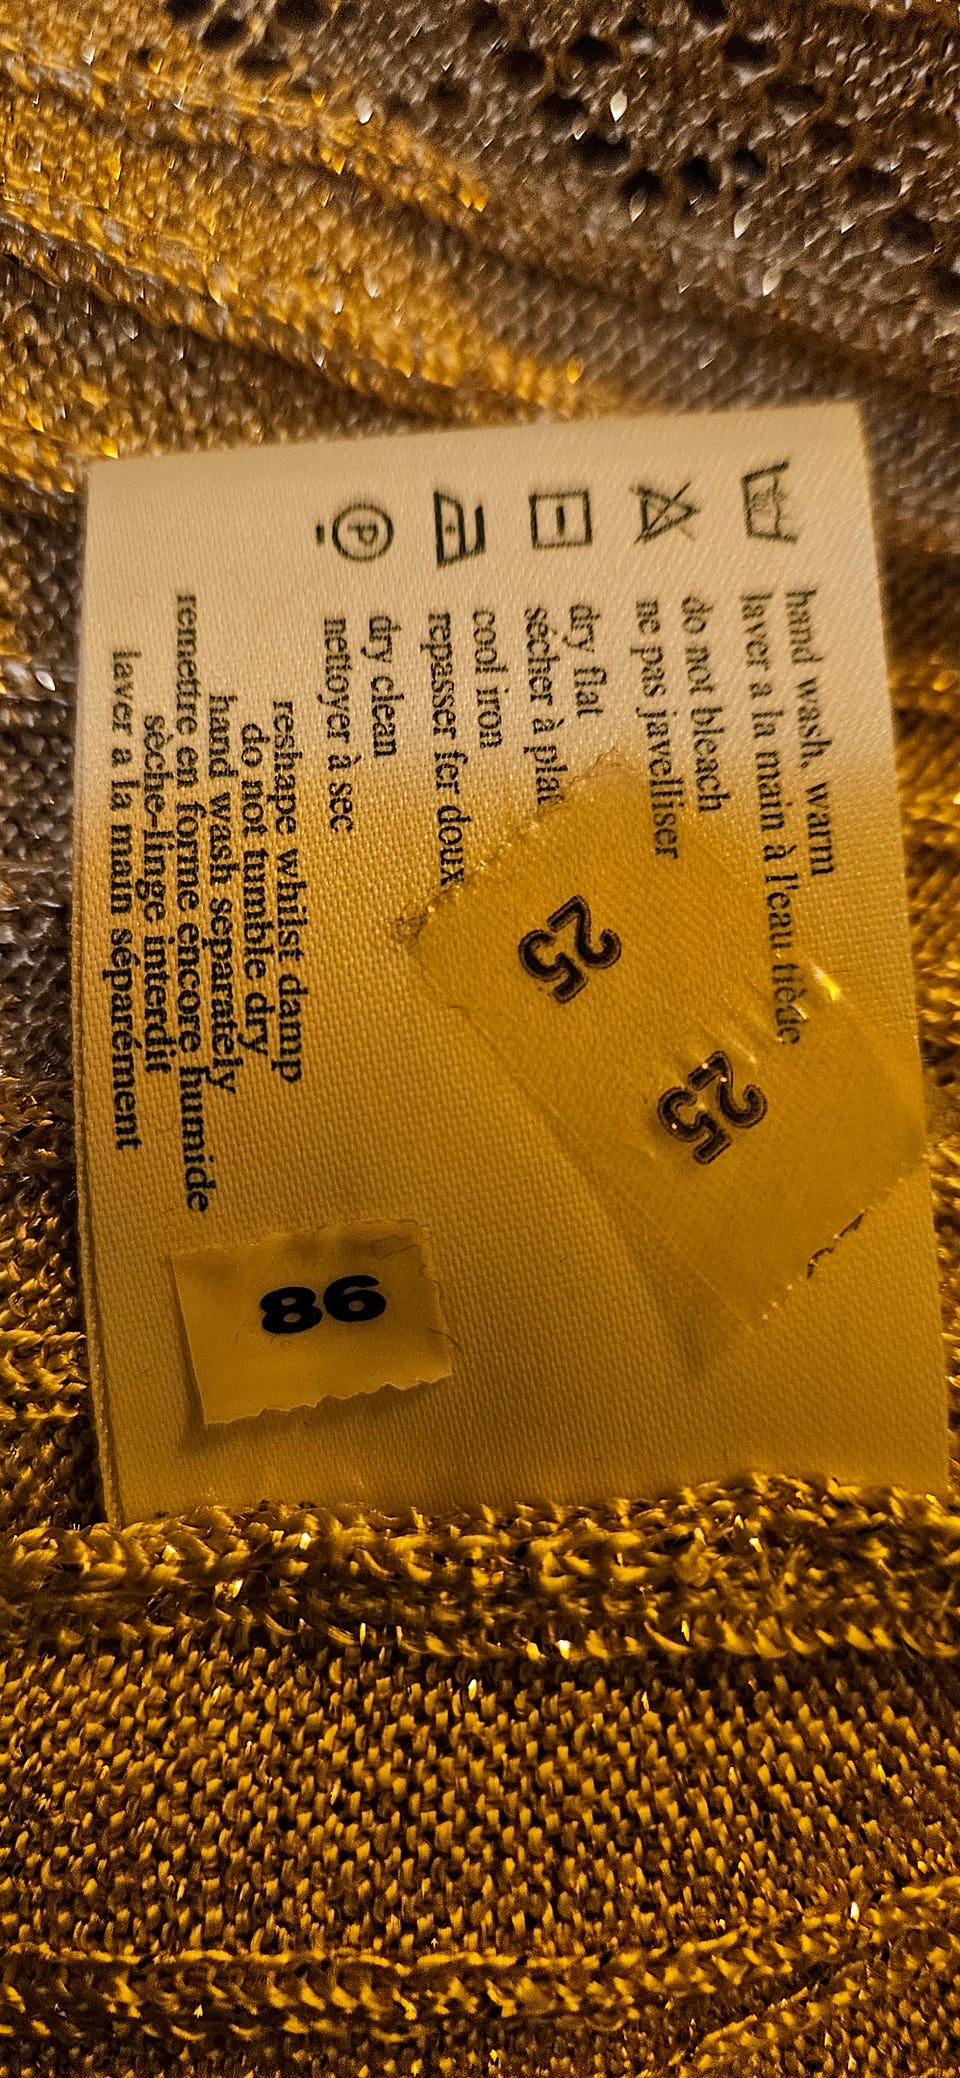 hand wash, warm
laver a la main à l'eau tiède
do not bleach
ne pas javelliser
dry flat
sécher à plat
cool iron
repasser fer doux
P
dry clean
nettoyer à sec
reshape whilst damp
do not tumble dry
hand wash separately
remettre en forme encore humide
sèche-linge interdit
laver a la main séparément
25
25
86